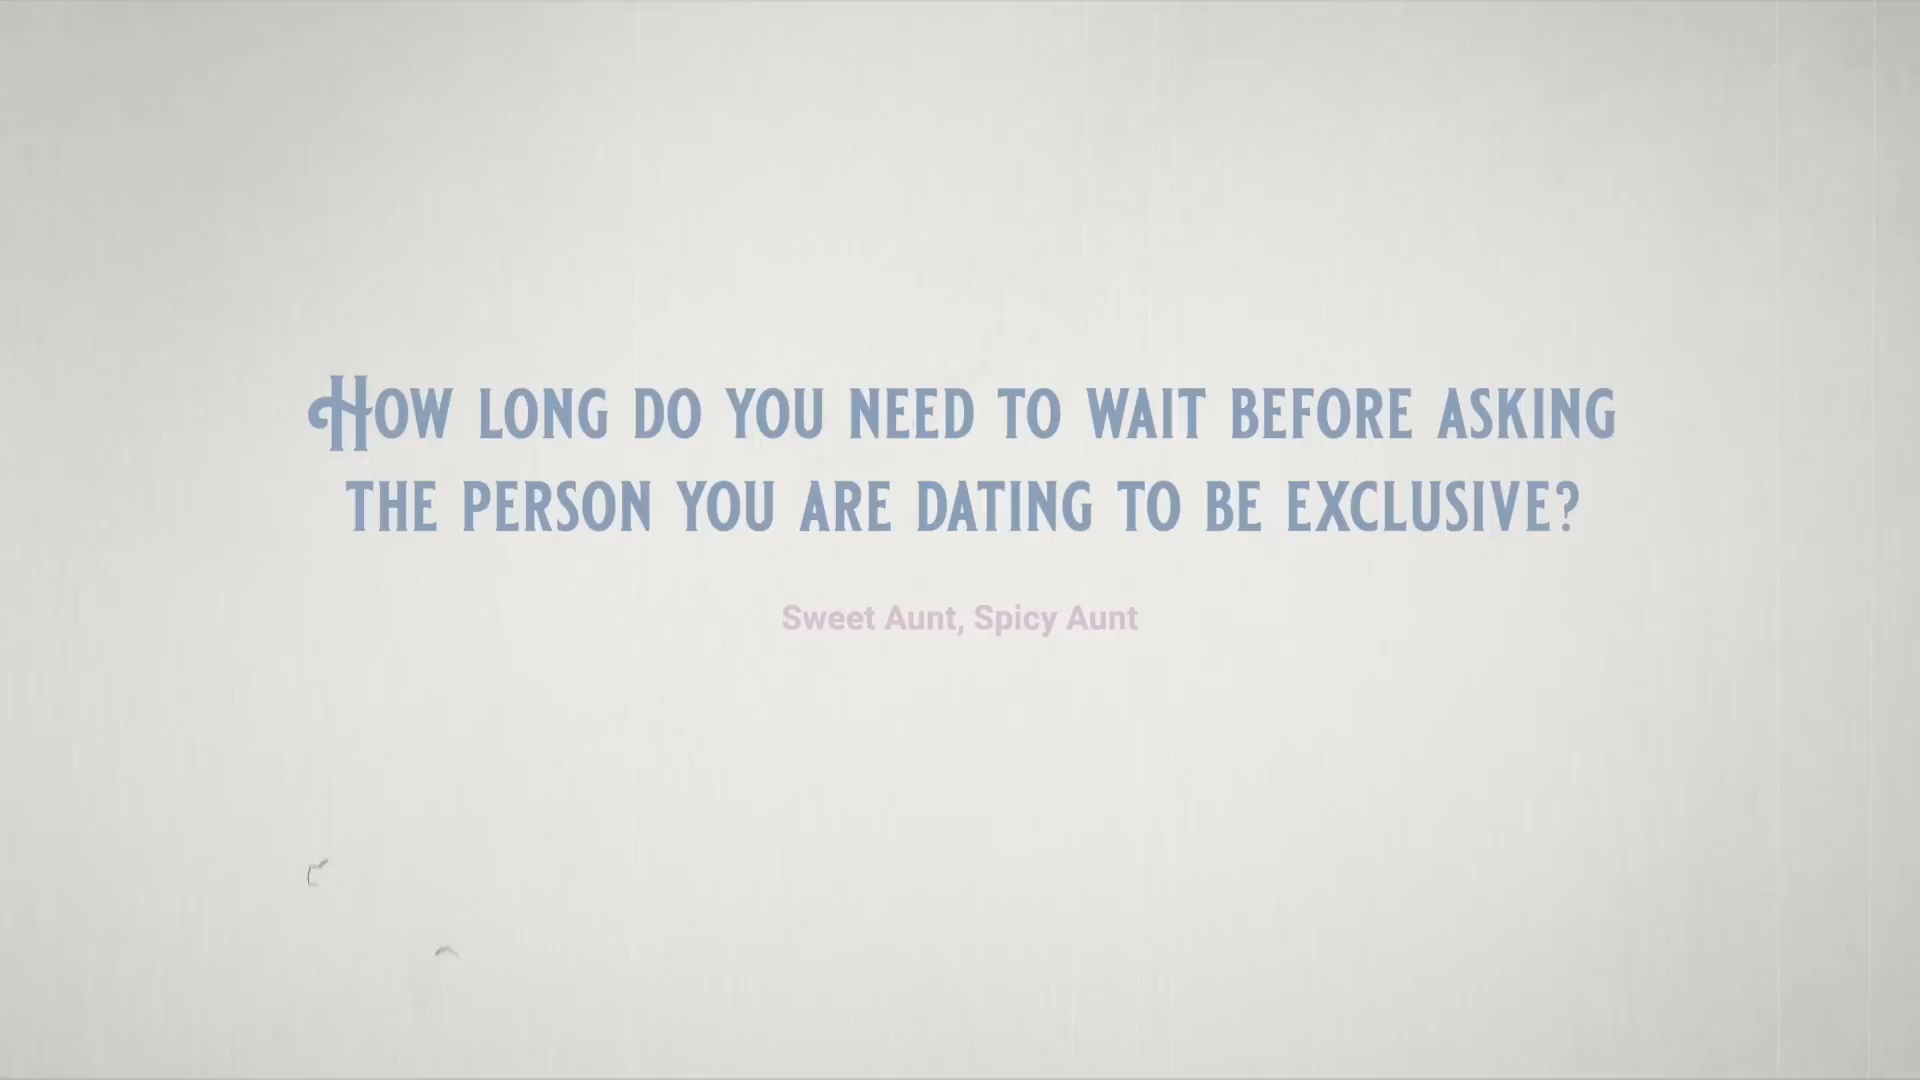 How long do you need to wait before asking
the person you are dating to be exclusive?
Sweet Aunt, Spicy Aunt